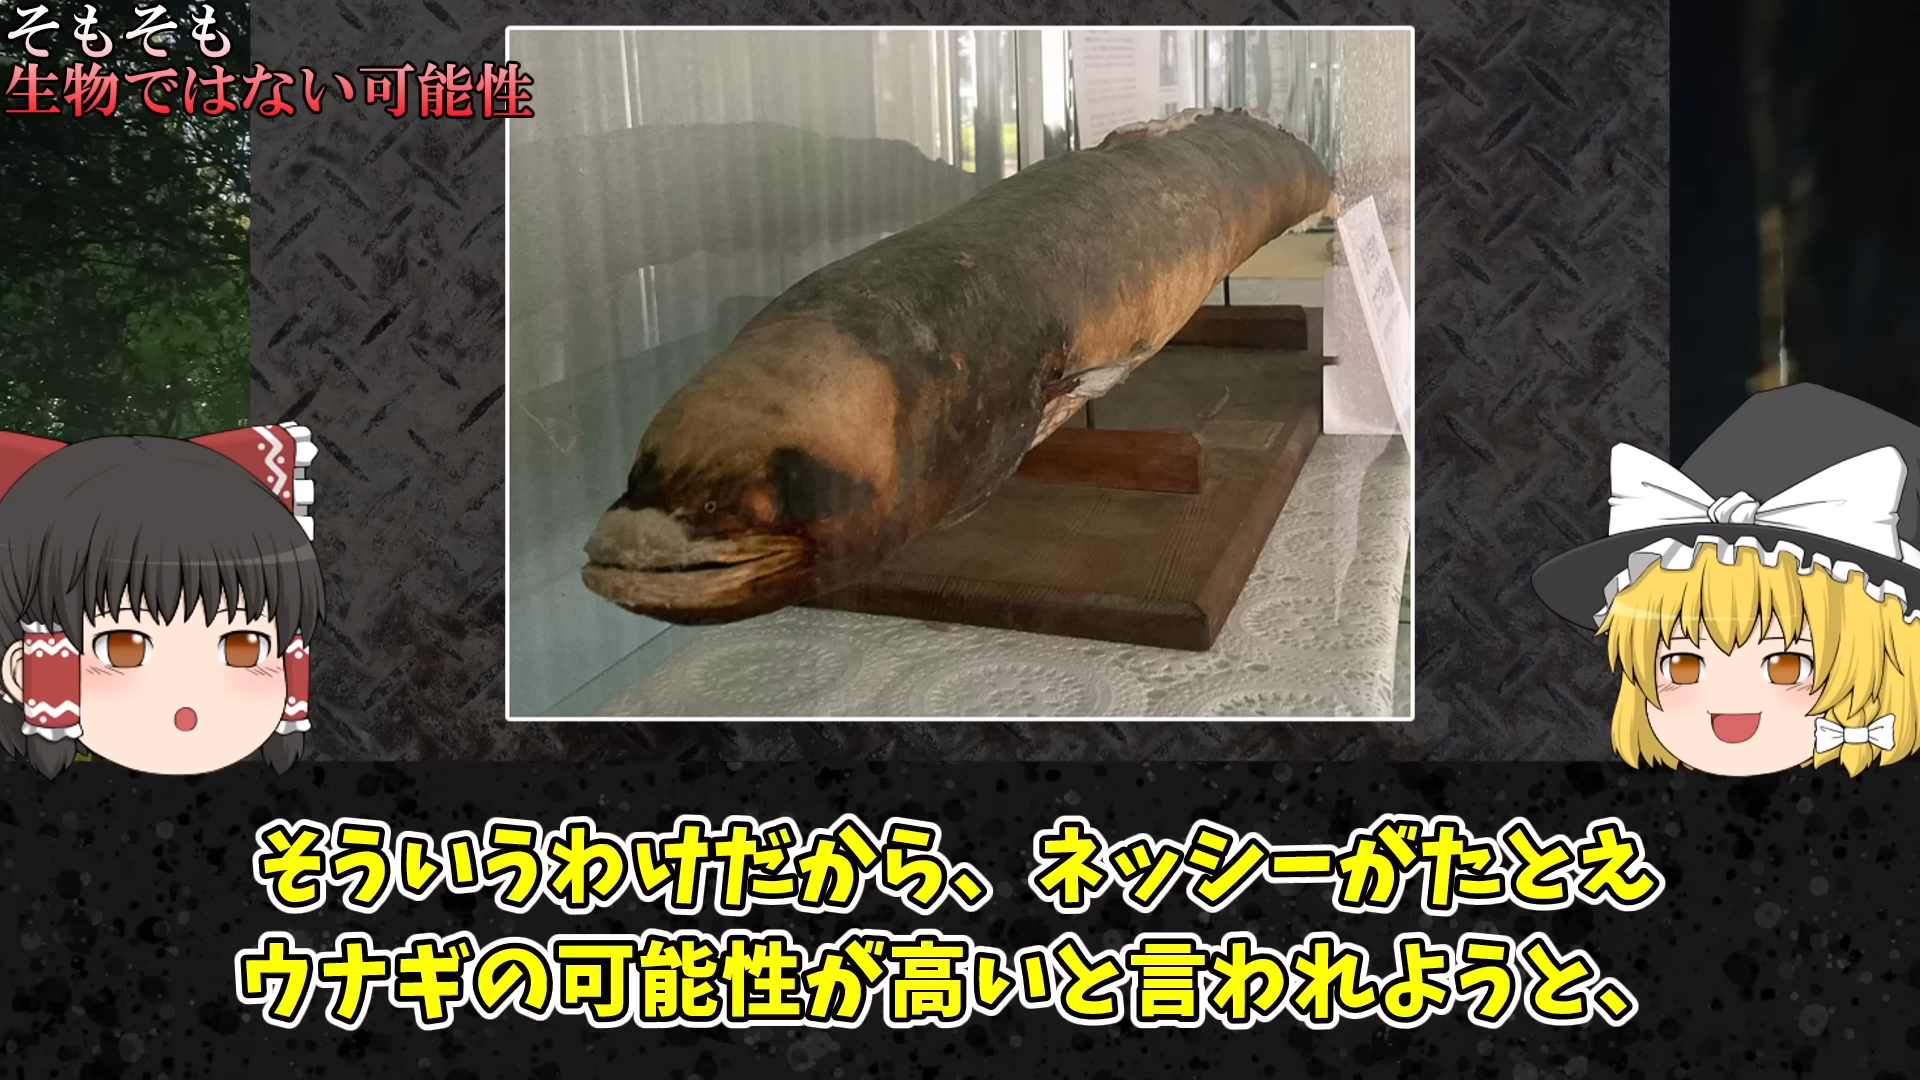 そもそも
生物ではない可能性
そういうわけだから、ネッシーがたとえ
ウナギの可能性が高いと言われようと、